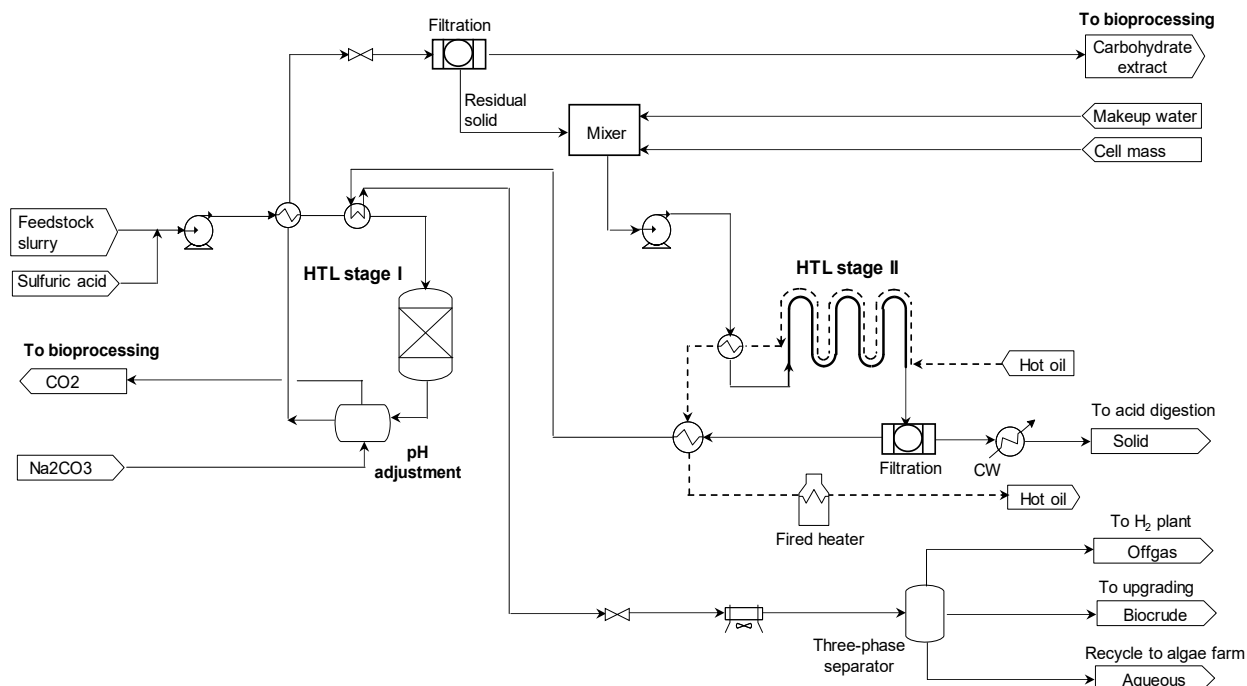 Filtration
To bioprocessing
Carbohydrate
extract
Residual
solid
Mixer
Makeup water
Cell mass
Feedstock
slurry
Sulfuric acid
HTL stage I
HTL stage II
To bioprocessing
CO2
Hot oil
To acid digestion
Solid
Filtration
CW
Na2CO3
pH
adjustment
Hot oil
Fired heater
To H₂ plant
Offgas
To upgrading
Biocrude
Three-phase
separator
Recycle to algae farm
Aqueous